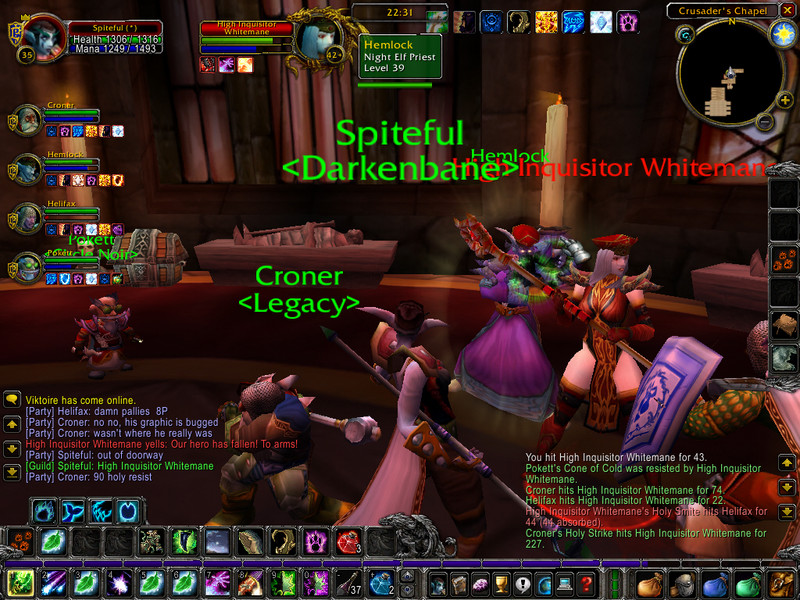 Spiteful (*)
Health 1306 / 1316
Mana 1249 / 1493
35
High Inquisitor
Whitemane
42+
22:31
Hemlock
Night Elf Priest
Level 39
Crusader's Chapel
N
Croner
Hemlock
Helifax
Pokett
Spiteful
<Darkenbane>
Hemlock
High Inquisitor Whitemane
Croner
<Legacy>
Viktoire has come online.
[Party] Helifax: damn pallies 8P
[Party] Croner: no no, his graphic is bugged
[Party] Croner: wasn't where he really was
High Inquisitor Whitemane yells: Our hero has fallen! To arms!
[Party] Spiteful: out of doorway
[Guild] Spiteful: High Inquisitor Whitemane
[Party] Croner: 90 holy resist
You hit High Inquisitor Whitemane for 43.
Pokett's Cone of Cold was resisted by High Inquisitor
Whitemane.
Croner hits High Inquisitor Whitemane for 74.
Helifax hits High Inquisitor Whitemane for 22.
High Inquisitor Whitemane's Holy Smite hits Helifax for
44 (44 absorbed).
Croner's Holy Strike hits High Inquisitor Whitemane for
227.
3
37
2